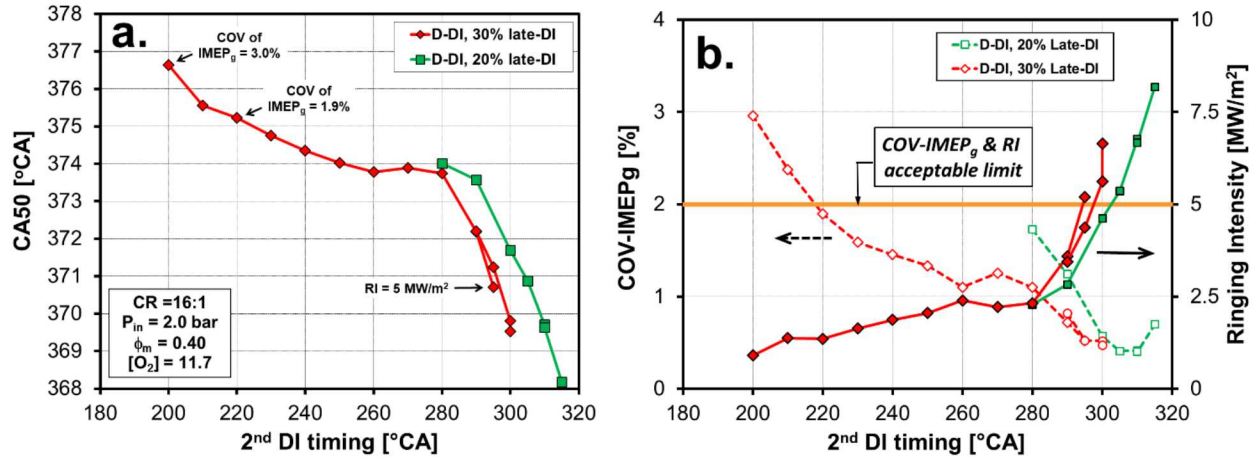 a.
D-DI, 30% late-DI
D-DI, 20% late-DI
COV of
IMEPg = 3.0%
COV of
IMEPg = 1.9%
RI = 5 MW/m²
CR =16:1
Pin = 2.0 bar
ϕm = 0.40
[O₂] = 11.7
CA50 [°CA]
378
377
376
375
374
373
372
371
370
369
368
180 200 220 240 260 280 300 320
2nd DI timing [°CA]
b.
D-DI, 20% Late-DI
D-DI, 30% Late-DI
COV-IMEPg & RI
acceptable limit
COV-IMEPg [%]
4
3
2
1
0
Ringing Intensity [MW/m²]
10
7.5
5
2.5
0
180 200 220 240 260 280 300 320
2nd DI timing [°CA]